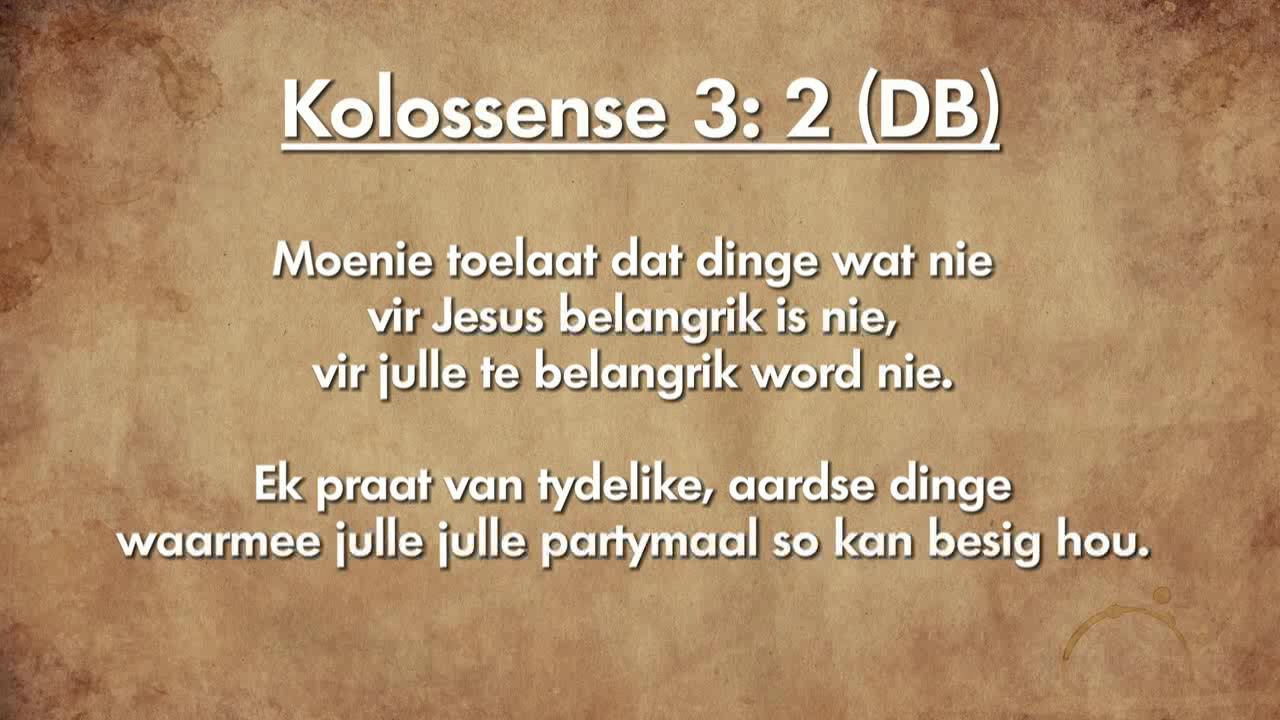 Kolossense 3: 2 (DB)
Moenie toelaat dat dinge wat nie
vir Jesus belangrik is nie,
vir julle te belangrik word nie.
Ek praat van tydelike, aardse dinge
waarmee julle julle partymaal so kan besig hou.